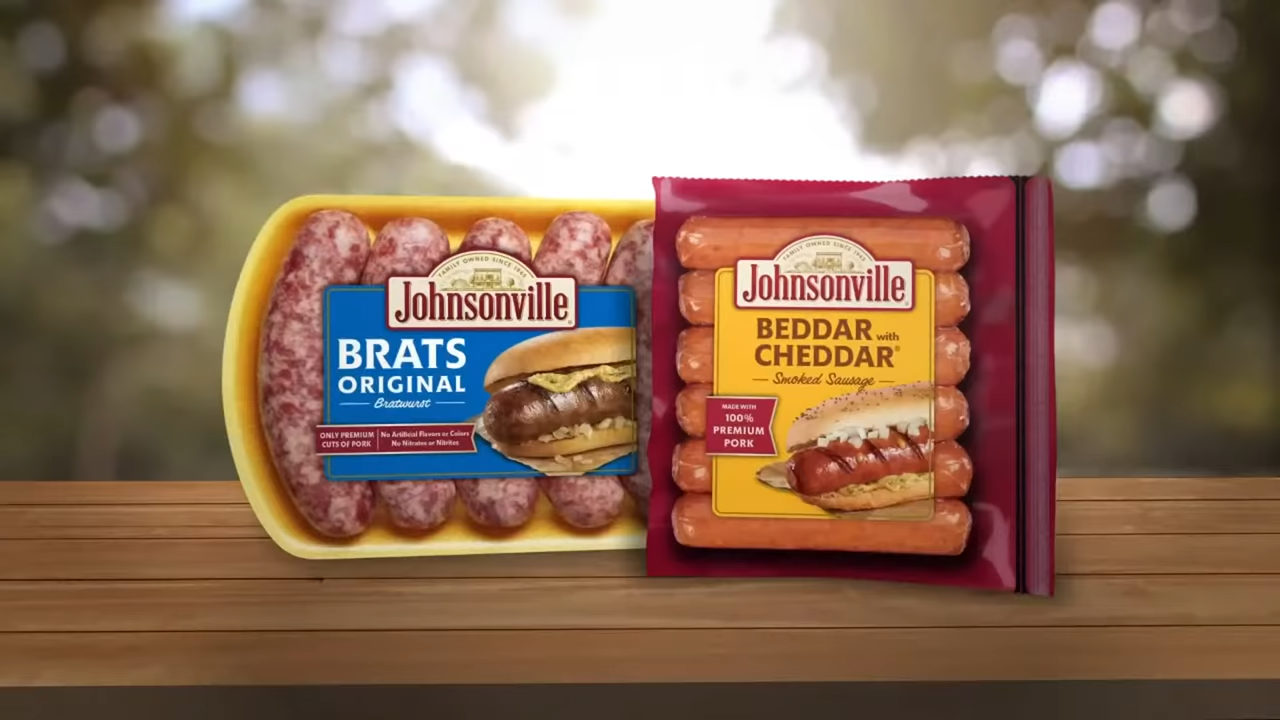 FAMILY OWNED SINCE 1945
Johnsonville
BRATS
ORIGINAL
Bratwurst
ONLY PREMIUM
CUTS OF PORK
No Artificial Flavors or Colors
No Nitrates or Nitrites
FAMILY OWNED SINCE 1945
Johnsonville
BEDDAR with
CHEDDAR®
Smoked Sausage
MADE WITH
100%
PREMIUM
PORK